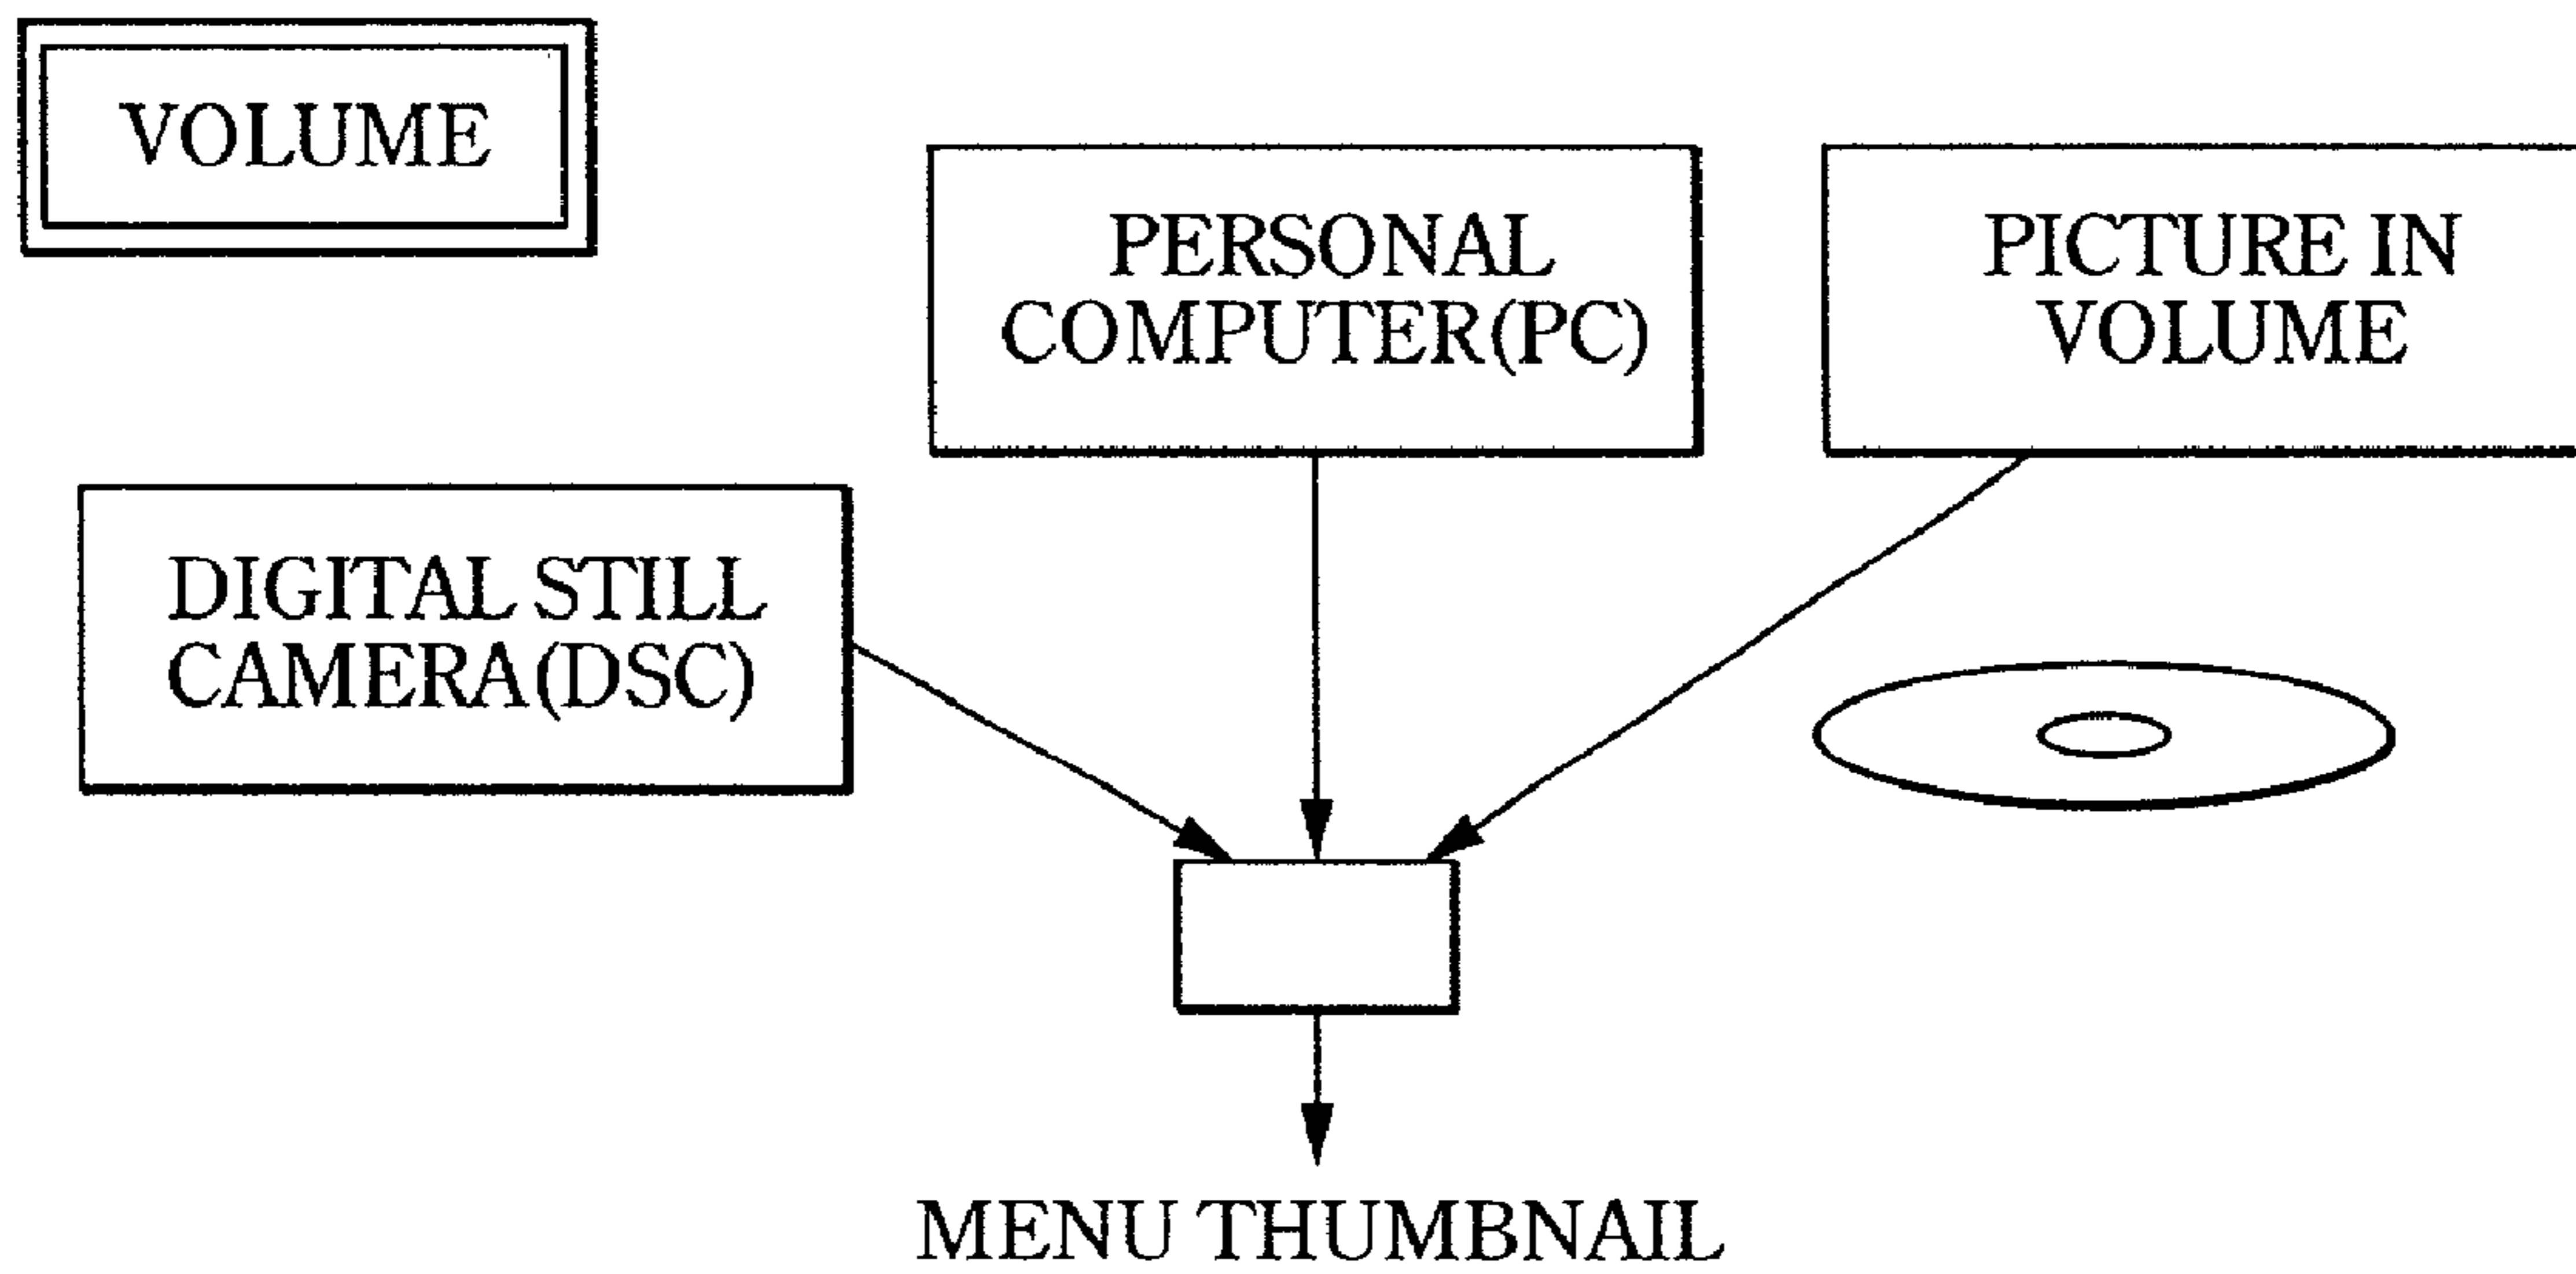 VOLUME
PERSONAL
COMPUTER(PC)
PICTURE IN
VOLUME
DIGITAL STILL
CAMERA(DSC)
MENU THUMBNAIL